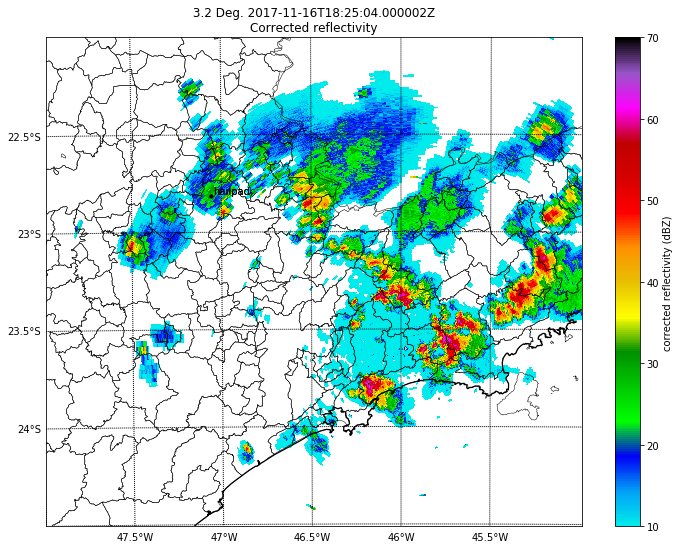 3.2 Deg. 2017-11-16T18:25:04.000002Z
Corrected reflectivity
22.5°S
23°S
23.5°S
24°S
47.5°W
47°W
46.5°W
46°W
45.5°W
70
60
50
40
30
20
10
corrected reflectivity (dBZ)